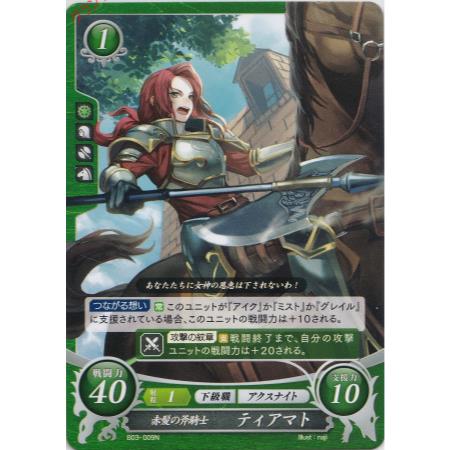 1
あなたたちに女神の慈悲は下されないわ!
つながる想い 常 このユニットが『アイク』か『ミスト』か『グレイル』
に支援されている場合、このユニットの戦闘力は+10される。
攻撃の紋章 支 戦闘終了まで、自分の攻撃
ユニットの戦闘力は+20される。
戦闘力
40
射程
1
下級職
アクスナイト
支援力
10
赤髪の斧騎士
ティアマト
B03-009N
Illust: